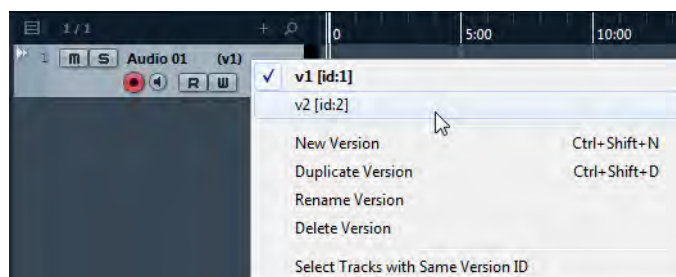 1/1 + 0 5:00 10:00
1 m S Audio 01 (v1)
R W
✓ v1 [id:1]
v2 [id:2]
New Version Ctrl+Shift+N
Duplicate Version Ctrl+Shift+D
Rename Version
Delete Version
Select Tracks with Same Version ID